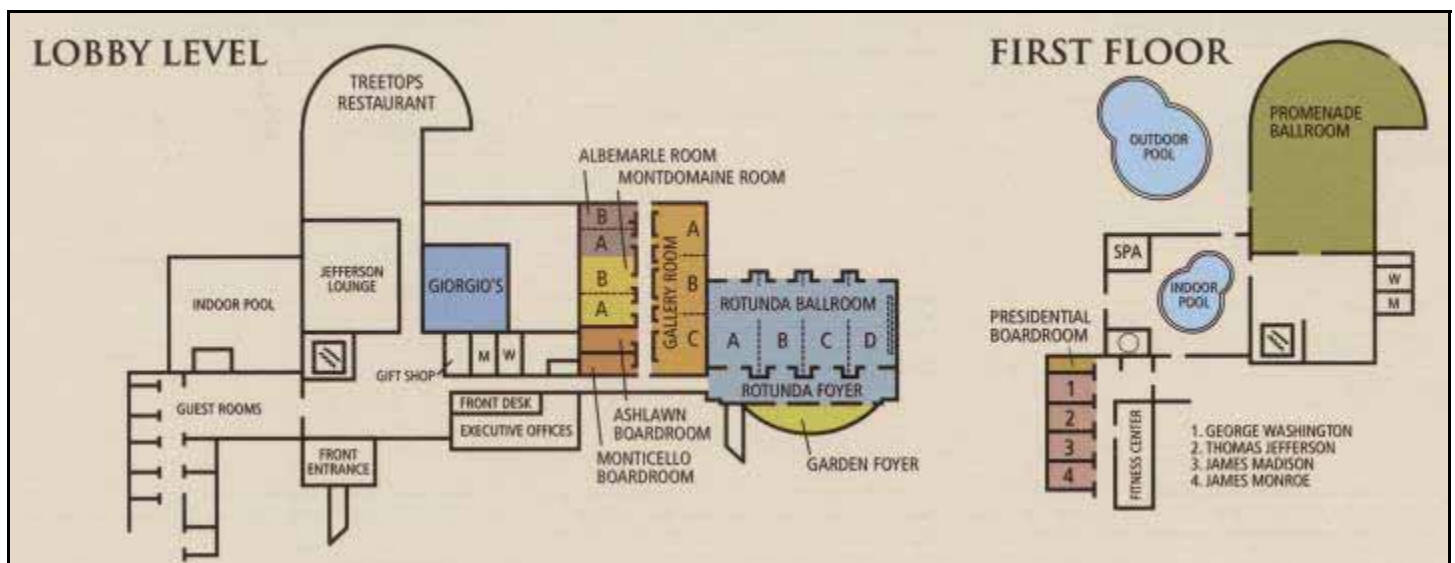 LOBBY LEVEL
TREETOPS
RESTAURANT
ALBEMARLE ROOM
MONTDOMAINE ROOM
B
A
B
A
GALLERY ROOM
A
B
C
JEFFERSON
LOUNGE
GIORGIO'S
INDOOR POOL
ROTUNDA BALLROOM
A
B
C
D
ROTUNDA FOYER
GIFT SHOP
M
W
GUEST ROOMS
FRONT DESK
EXECUTIVE OFFICES
FRONT
ENTRANCE
ASHLAWN
BOARDROOM
MONTICELLO
BOARDROOM
GARDEN FOYER
FIRST FLOOR
OUTDOOR
POOL
PROMENADE
BALLROOM
SPA
INDOOR
POOL
W
M
PRESIDENTIAL
BOARDROOM
1
2
3
4
FITNESS CENTER
1. GEORGE WASHINGTON
2. THOMAS JEFFERSON
3. JAMES MADISON
4. JAMES MONROE